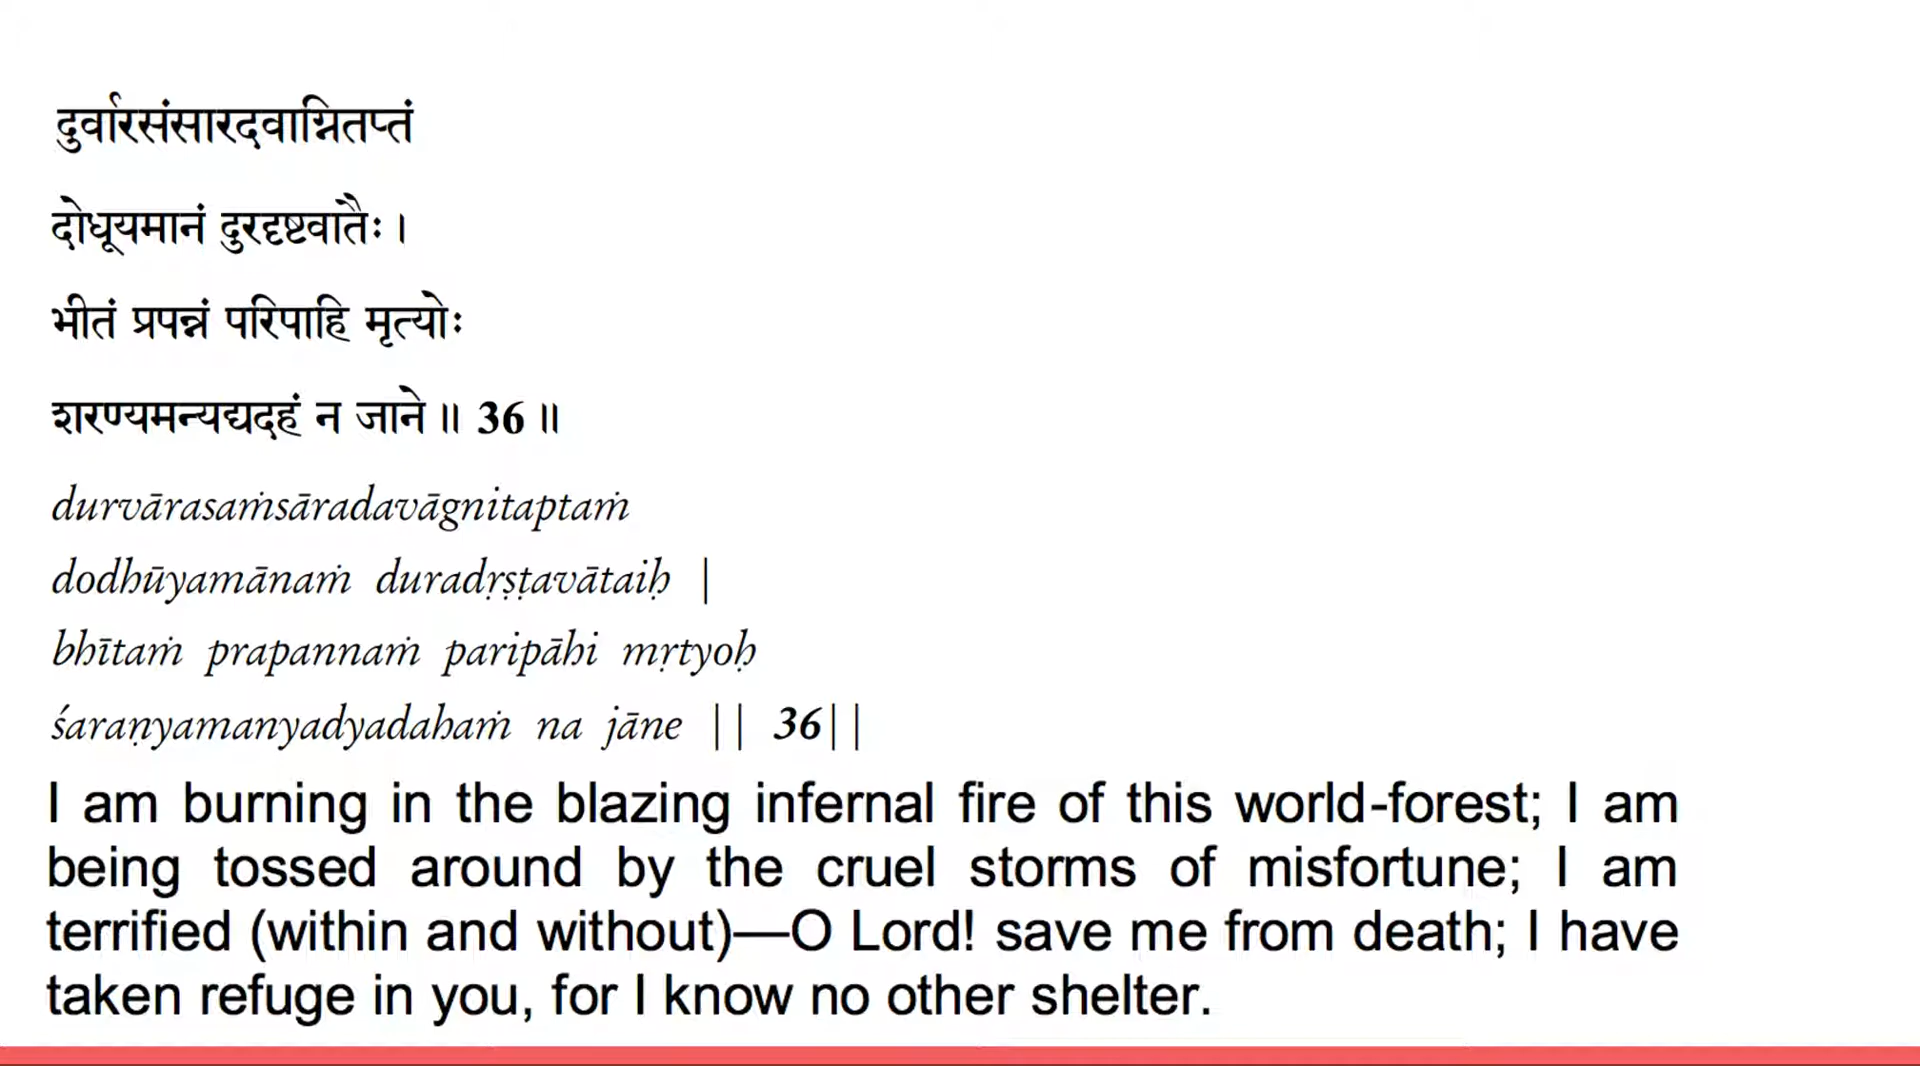 दुर्वारसंसारदवाग्नितप्तं
दोधूयमानं दुरदृष्टवातैः ।
भीतं प्रपन्नं परिपाहि मृत्योः
शरण्यमन्यद्यदहं न जाने ॥ 36 ॥
durvārasaṁsāradavāgnitaptaṁ
dodhūyamānaṁ duradṛṣṭavātaiḥ |
bhītaṁ prapannaṁ paripāhi mṛtyoḥ
śaraṇyamanyadyadahaṁ na jāne || 36||
I am burning in the blazing infernal fire of this world-forest; I am
being tossed around by the cruel storms of misfortune; I am
terrified (within and without)—O Lord! save me from death; I have
taken refuge in you, for I know no other shelter.